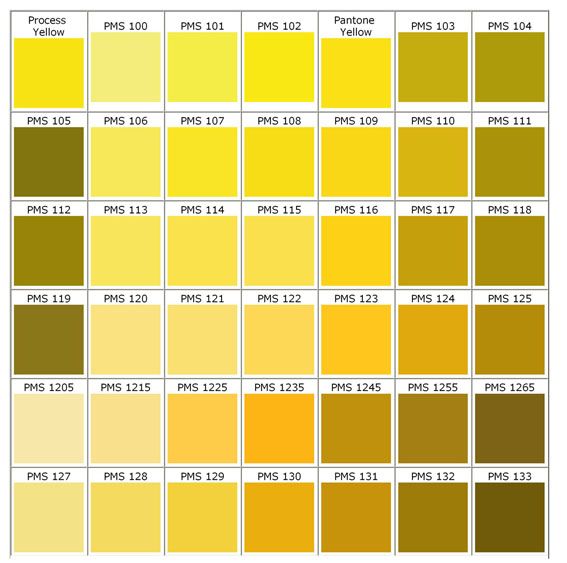 Process
Yellow
PMS 100
PMS 101
PMS 102
Pantone
Yellow
PMS 103
PMS 104
PMS 105
PMS 106
PMS 107
PMS 108
PMS 109
PMS 110
PMS 111
PMS 112
PMS 113
PMS 114
PMS 115
PMS 116
PMS 117
PMS 118
PMS 119
PMS 120
PMS 121
PMS 122
PMS 123
PMS 124
PMS 125
PMS 1205
PMS 1215
PMS 1225
PMS 1235
PMS 1245
PMS 1255
PMS 1265
PMS 127
PMS 128
PMS 129
PMS 130
PMS 131
PMS 132
PMS 133